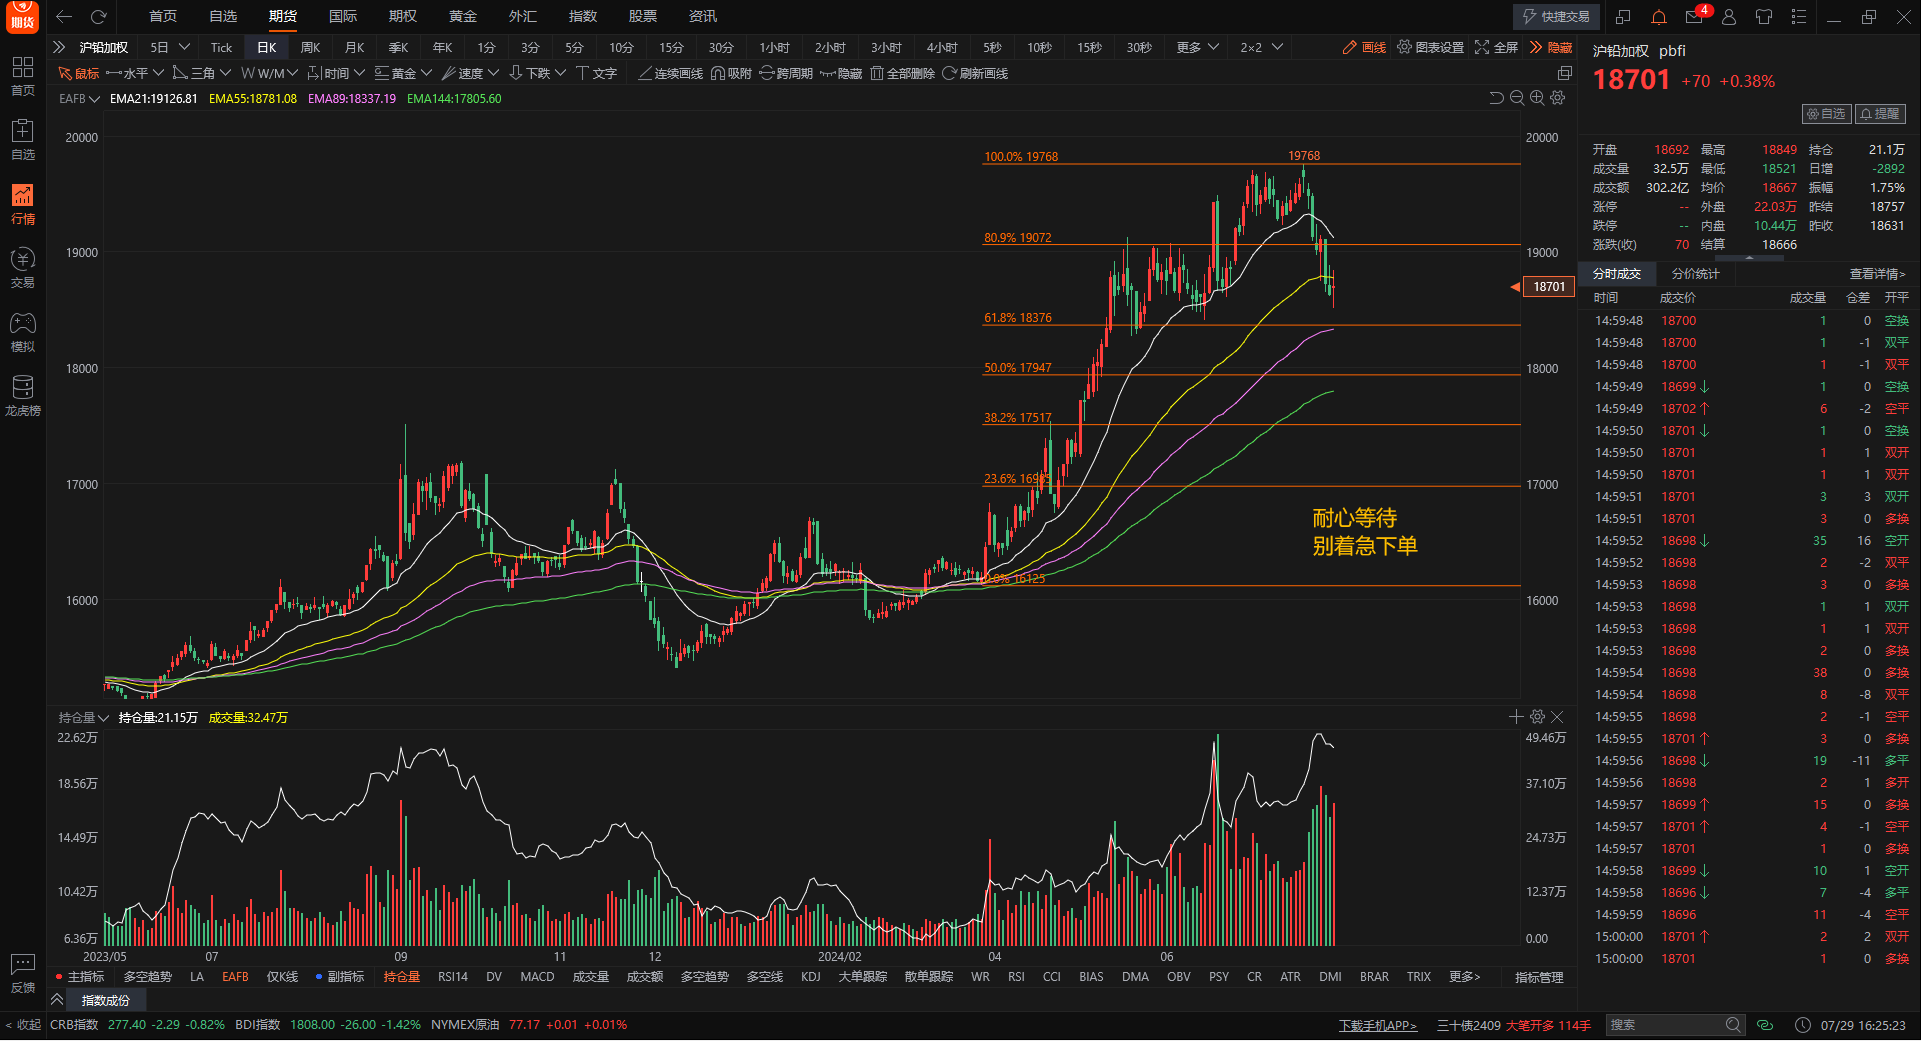 期货
首页 自选 期货 国际 期权 黄金 外汇 指数 股票 资讯
快捷交易 4
沪铅加权 5日 Tick 日K 周K 月K 季K 年K 1分 3分 5分 10分 15分 30分 1小时 2小时 3小时 4小时 5秒 10秒 15秒 30秒 更多 2×2 画线 图表设置 全屏 隐藏
鼠标 水平 三角 W/M 时间 黄金 速度 下跌 文字 连续画线 吸附 跨周期 隐藏 全部删除 刷新画线
EAFB EMA21:19126.81 EMA55:18781.08 EMA89:18337.19 EMA144:17805.60
首页
自选
行情
交易
模拟
龙虎榜
反馈
< 收起
20000 20000
100.0% 19768 19768
19000 80.9% 19072 19000
18701
61.8% 18376
18000 50.0% 17947 18000
38.2% 17517
17000 23.6% 16985 17000
耐心等待
别着急下单
16000 0.0% 16125 16000
持仓量 持仓量:21.15万 成交量:32.47万
22.62万 49.46万
18.56万 37.10万
14.49万 24.73万
10.42万 12.37万
6.36万 0.00
2023/05 07 09 11 12 2024/02 04 06
主指标 多空趋势 LA EAFB 仅K线 副指标 持仓量 RSI14 DV MACD 成交量 成交额 多空趋势 多空线 KDJ 大单跟踪 散单跟踪 WR RSI CCI BIAS DMA OBV PSY CR ATR DMI BRAR TRIX 更多> 指标管理
指数成份
CRB指数 277.40 -2.29 -0.82% BDI指数 1808.00 -26.00 -1.42% NYMEX原油 77.17 +0.01 +0.01%
下载手机APP> 三十债2409 大笔开多 114手 搜索 07/29 16:25:23
沪铅加权 pbfi
18701 +70 +0.38%
自选 提醒
开盘 18692 最高 18849 持仓 21.1万
成交量 32.5万 最低 18521 日增 -2892
成交额 302.2亿 均价 18667 振幅 1.75%
涨停 -- 外盘 22.03万 昨结 18757
跌停 -- 内盘 10.44万 昨收 18631
涨跌(收) 70 结算 18666
分时成交 分价统计 查看详情>
时间 成交价 成交量 仓差 开平
14:59:48 18700 1 0 空换
14:59:48 18700 1 -1 双平
14:59:48 18700 1 -1 双平
14:59:49 18699↓ 1 0 空换
14:59:49 18702↑ 6 -2 空平
14:59:50 18701↓ 1 0 空换
14:59:50 18701 1 1 双开
14:59:50 18701 1 1 双开
14:59:51 18701 3 3 双开
14:59:51 18701 3 0 多换
14:59:52 18698↓ 35 16 空开
14:59:52 18698 2 -2 双平
14:59:53 18698 3 0 多换
14:59:53 18698 1 1 双开
14:59:53 18698 1 1 双开
14:59:53 18698 2 0 多换
14:59:54 18698 38 0 多换
14:59:54 18698 8 -8 双平
14:59:55 18698 2 -1 空平
14:59:55 18701↑ 3 0 多换
14:59:56 18698↓ 19 -11 多平
14:59:56 18698 2 1 多开
14:59:57 18699↑ 15 0 多换
14:59:57 18701↑ 4 -1 空平
14:59:57 18701 1 0 多换
14:59:58 18699↓ 10 1 空开
14:59:58 18696↓ 7 -4 多平
14:59:59 18696 11 -4 空平
15:00:00 18701↑ 2 2 双开
15:00:00 18701 1 0 多换